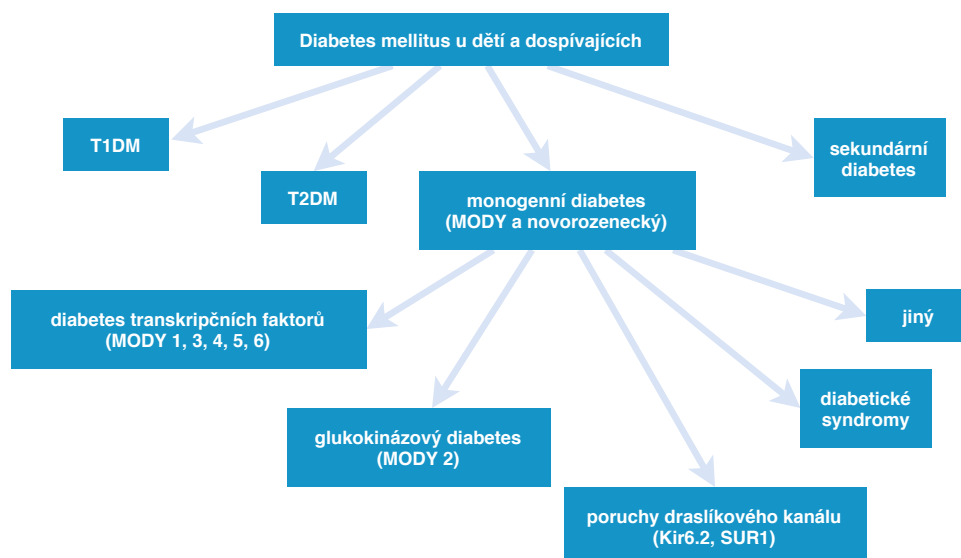 Diabetes mellitus u dětí a dospívajících
T1DM
T2DM
monogenní diabetes
(MODY a novorozenecký)
sekundární
diabetes
diabetes transkripčních faktorů
(MODY 1, 3, 4, 5, 6)
glukokinázový diabetes
(MODY 2)
poruchy draslíkového kanálu
(Kir6.2, SUR1)
diabetické
syndromy
jiný